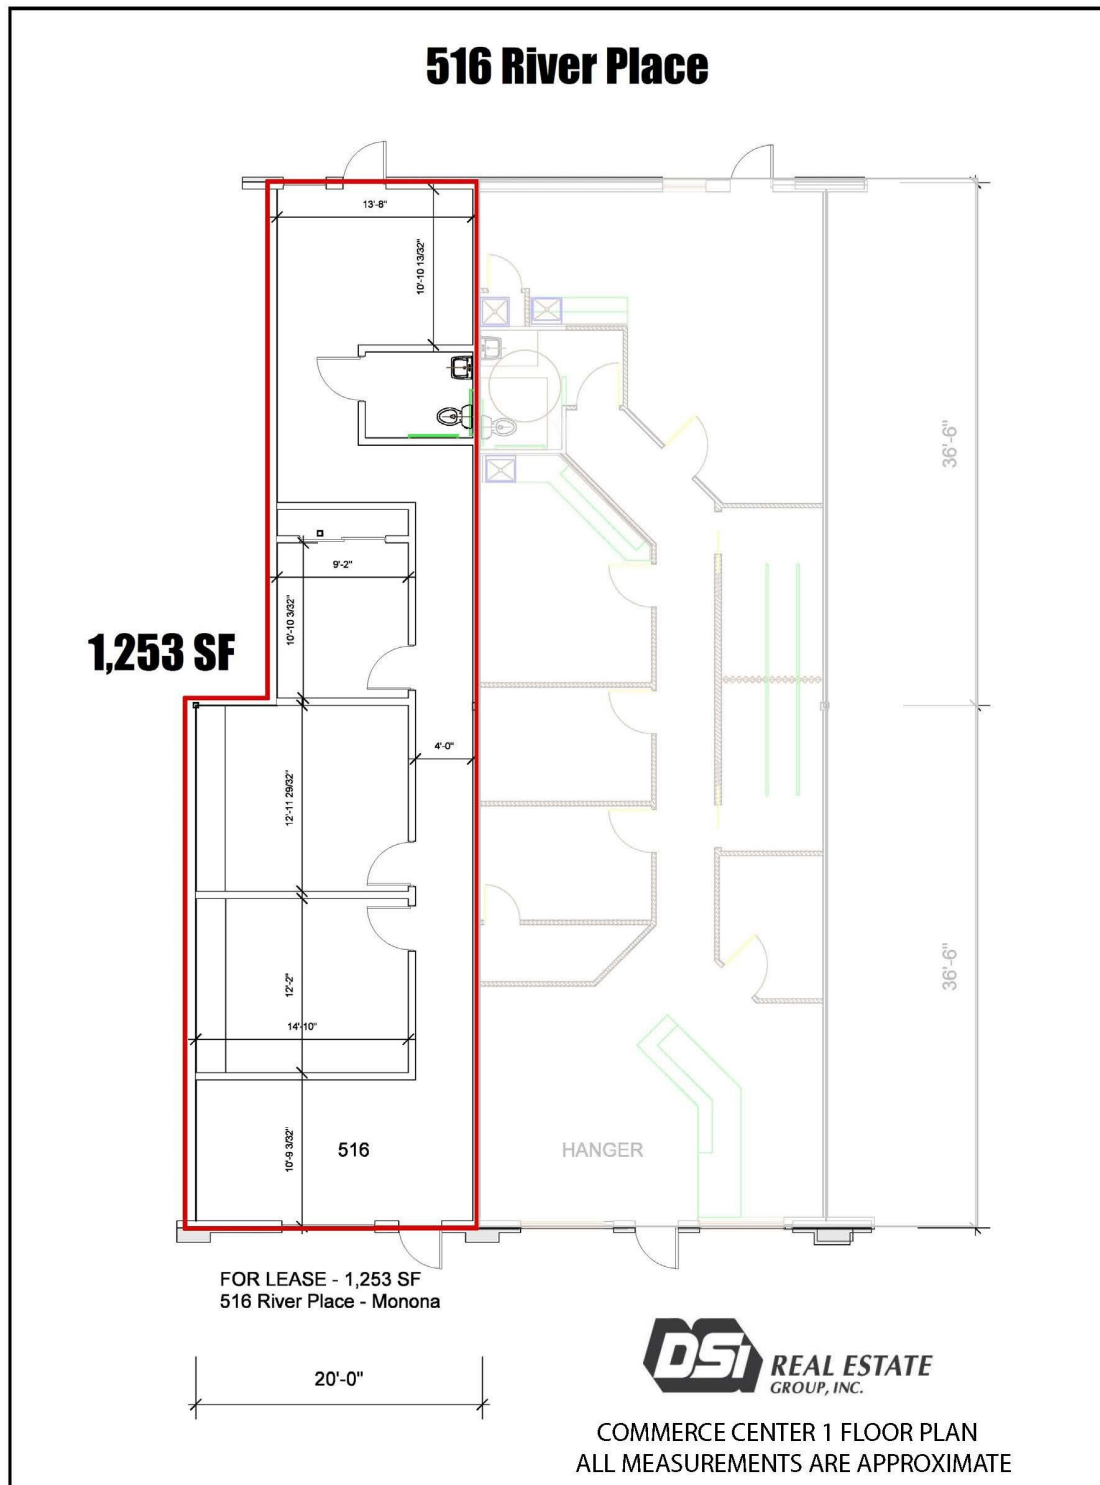 516 River Place
13'-8"
10'-10 13/32"
36'-6"
9'-2"
10'-10 3/32"
1,253 SF
4'-0"
12'-11 29/32"
12'-2"
36'-6"
14'-10"
10'-9 3/32"
516
HANGER
FOR LEASE - 1,253 SF
516 River Place - Monona
20'-0"
DSi REAL ESTATE
GROUP, INC.
COMMERCE CENTER 1 FLOOR PLAN
ALL MEASUREMENTS ARE APPROXIMATE